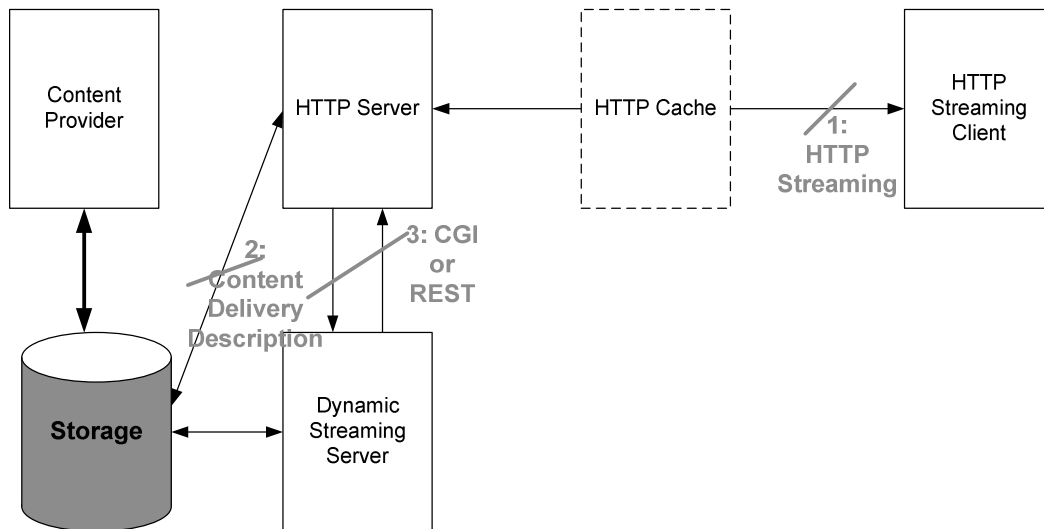 Content
Provider
HTTP Server
HTTP Cache
HTTP
Streaming
Client
1:
HTTP
Streaming
2:
Content
Delivery
Description
3: CGI
or
REST
Storage
Dynamic
Streaming
Server